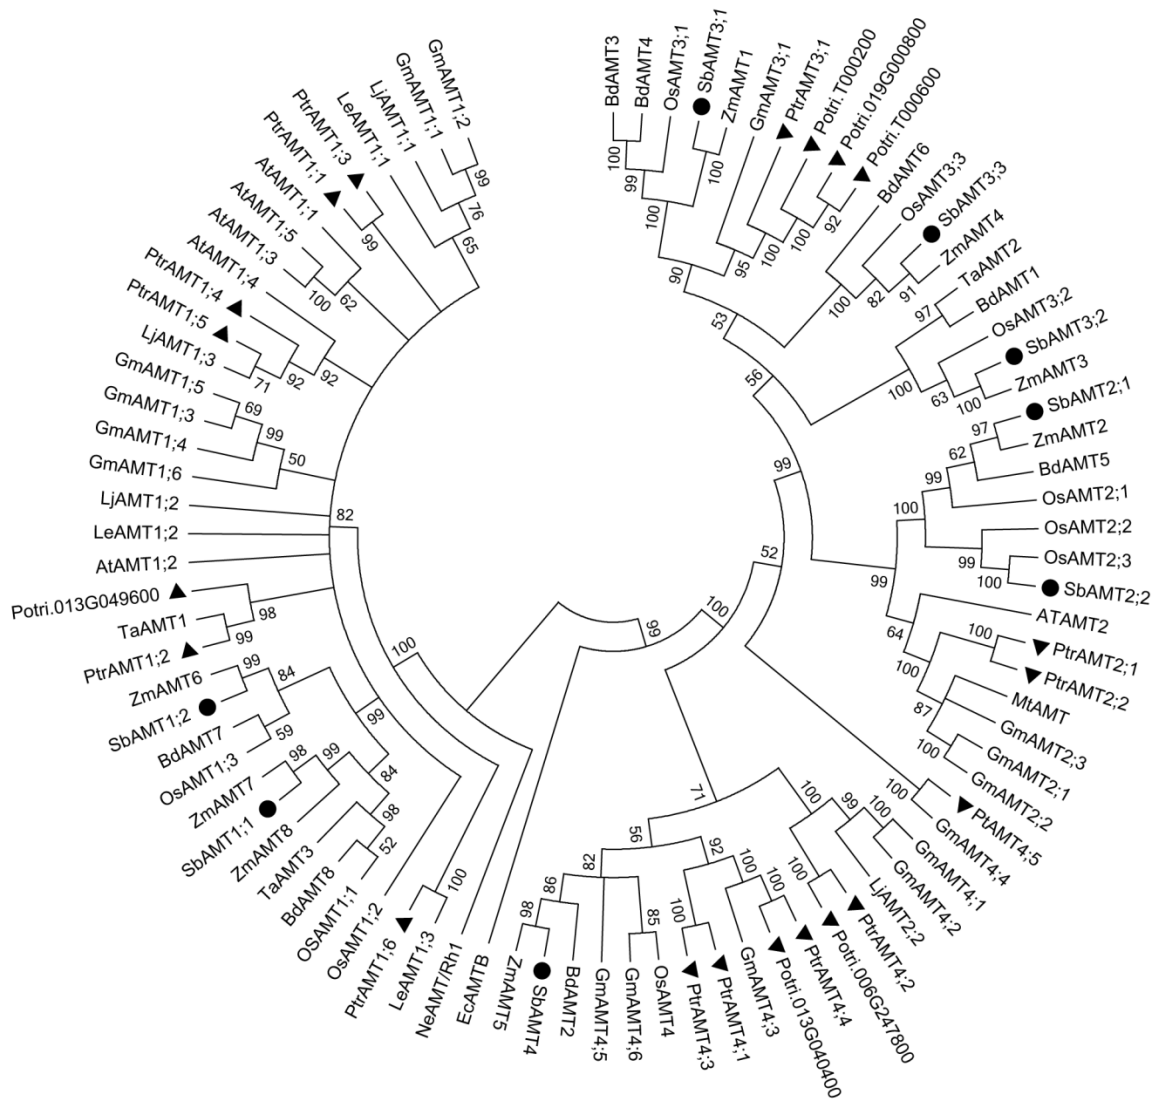 BdAMT3
BdAMT4
OsAMT3;1
SbAMT3;1
ZmAMT1
GmAMT3;1
PtrAMT3;1
Potri.T000200
Potri.019G000800
Potri.T000600
BdAMT6
OsAMT3;3
SbAMT3;3
ZmAMT4
TaAMT2
BdAMT1
OsAMT3;2
SbAMT3;2
ZmAMT3
SbAMT2;1
ZmAMT2
BdAMT5
OsAMT2;1
OsAMT2;2
OsAMT2;3
SbAMT2;2
ATAMT2
PtrAMT2;1
PtrAMT2;2
MtAMT
GmAMT2;3
GmAMT2;1
GmAMT2;2
PtAMT4;5
GmAMT4;4
GmAMT4;1
GmAMT4;2
LjAMT2;2
PtrAMT4;2
Potri.006G247800
PtrAMT4;4
Potri.013G040400
GmAMT4;3
PtrAMT4;1
PtrAMT4;3
OsAMT4
GmAMT4;6
GmAMT4;5
BdAMT2
SbAMT4
ZmAMT5
EcAMTB
NeAMT/Rh1
LeAMT1;3
PtrAMT1;6
OsAMT1;2
OSAMT1;1
BdAMT8
TaAMT3
ZmAMT8
SbAMT1;1
ZmAMT7
OsAMT1;3
BdAMT7
SbAMT1;2
ZmAMT6
PtrAMT1;2
TaAMT1
Potri.013G049600
AtAMT1;2
LeAMT1;2
LjAMT1;2
GmAMT1;6
GmAMT1;4
GmAMT1;3
GmAMT1;5
LjAMT1;3
PtrAMT1;5
PtrAMT1;4
AtAMT1;4
AtAMT1;3
AtAMT1;5
AtAMT1;1
PtrAMT1;1
PtrAMT1;3
LeAMT1;1
LjAMT1;1
GmAMT1;1
GmAMT1;2
100
99
100
100
90
95
100
100
92
53
100
82
91
97
100
63
100
56
99
97
62
99
100
99
100
99
64
100
100
87
100
52
100
100
99
100
100
71
56
92
100
100
100
82
86
98
85
99
100
100
82
99
84
99
59
98
99
84
98
52
98
99
50
99
69
92
92
71
62
100
99
65
76
99